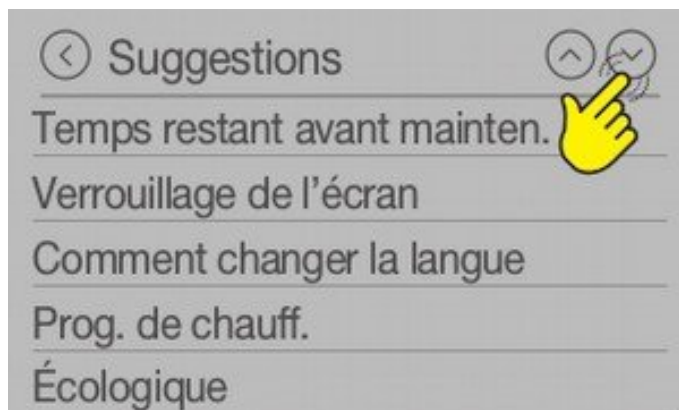 Suggestions
Temps restant avant mainten.
Verrouillage de l’écran
Comment changer la langue
Prog. de chauff.
Écologique